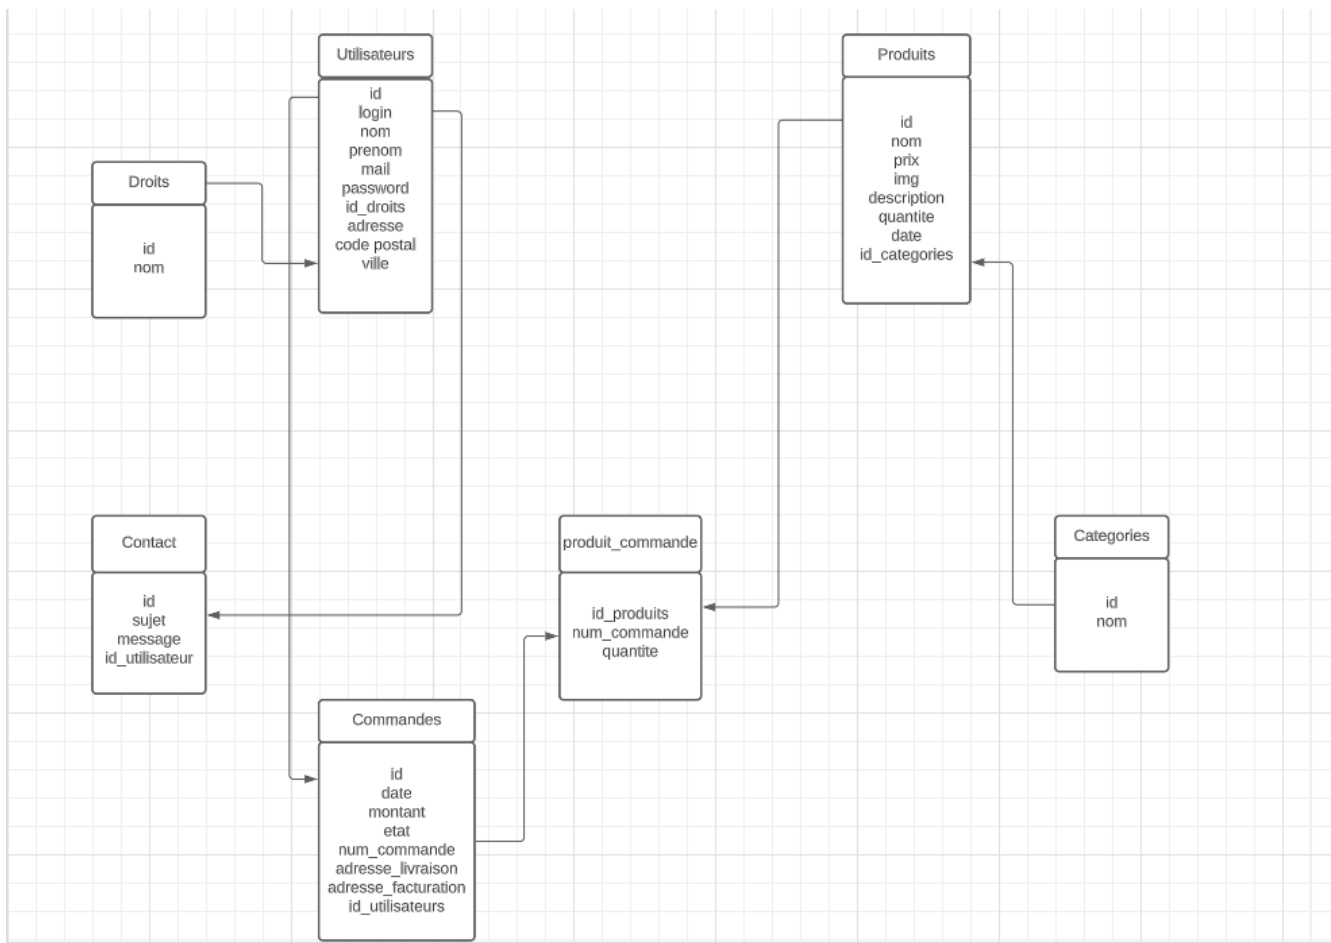 Utilisateurs
id
login
nom
prenom
mail
password
id_droits
adresse
code postal
ville
Produits
id
nom
prix
img
description
quantite
date
id_categories
Droits
id
nom
Contact
id
sujet
message
id_utilisateur
produit_commande
id_produits
num_commande
quantite
Categories
id
nom
Commandes
id
date
montant
etat
num_commande
adresse_livraison
adresse_facturation
id_utilisateurs